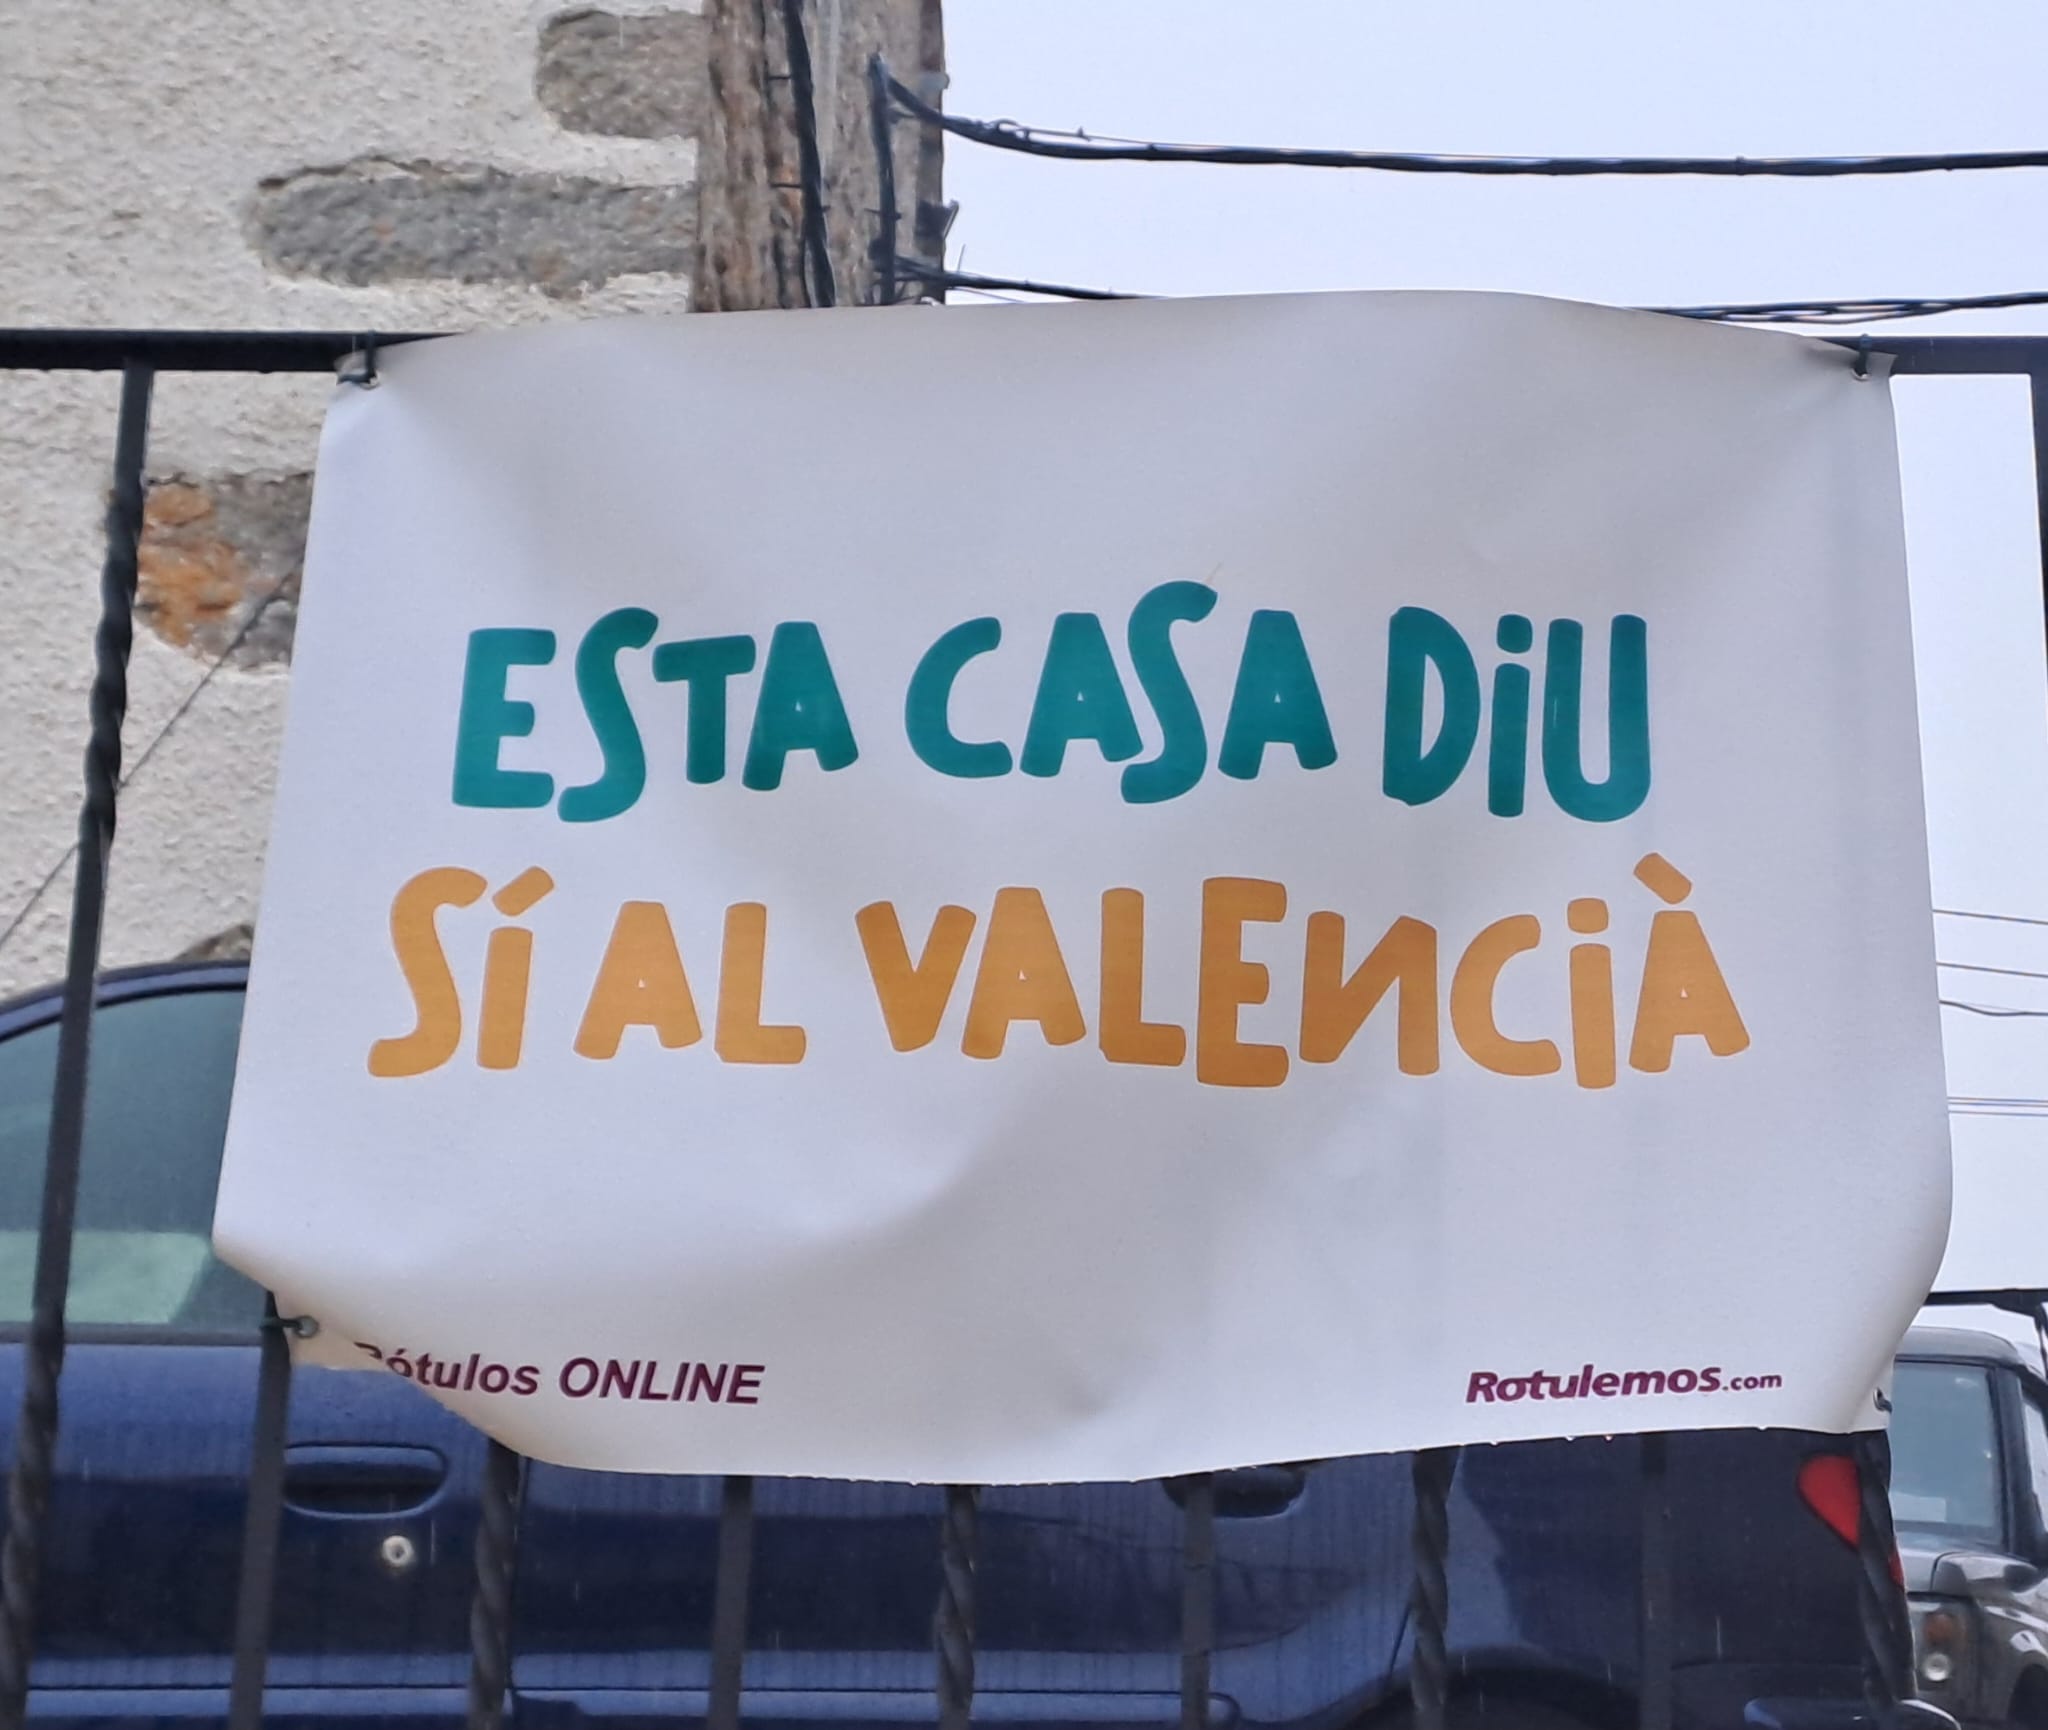 ESTA CASA DiU
SÍ AL VALENCiÀ
Rótulos ONLINE
Rotulemos.com